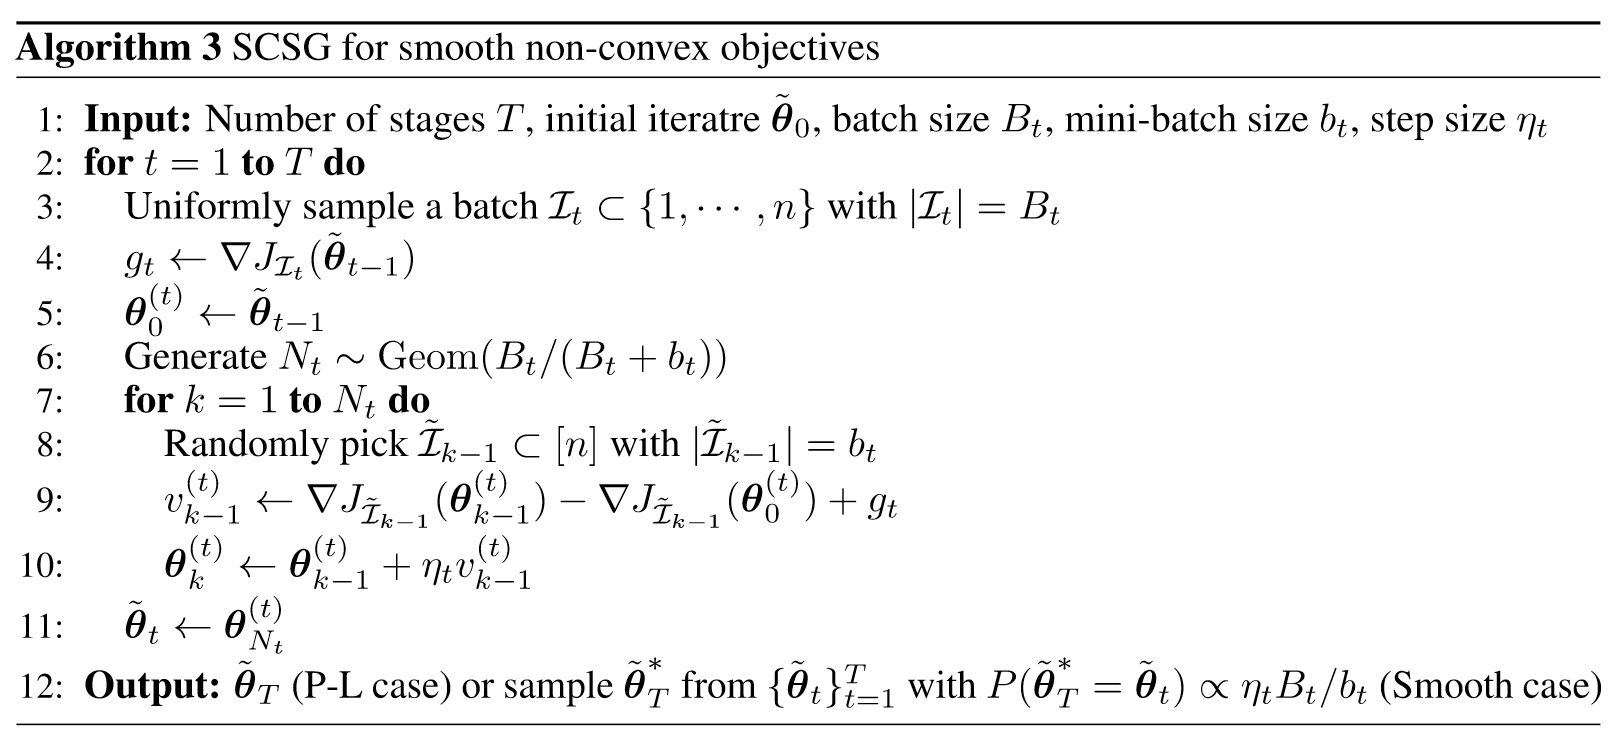 Algorithm 3 SCSG for smooth non-convex objectives
1: Input: Number of stages $T$, initial iteratre $\tilde{\boldsymbol{\theta}}_0$, batch size $B_t$, mini-batch size $b_t$, step size $\eta_t$
2: for $t = 1$ to $T$ do
3: Uniformly sample a batch $\mathcal{I}_t \subset \{1, \cdots, n\}$ with $|\mathcal{I}_t| = B_t$
4: $g_t \leftarrow \nabla J_{\mathcal{I}_t}(\tilde{\boldsymbol{\theta}}_{t-1})$
5: $\boldsymbol{\theta}_0^{(t)} \leftarrow \tilde{\boldsymbol{\theta}}_{t-1}$
6: Generate $N_t \sim \mathrm{Geom}(B_t/(B_t + b_t))$
7: for $k = 1$ to $N_t$ do
8: Randomly pick $\tilde{\mathcal{I}}_{k-1} \subset [n]$ with $|\tilde{\mathcal{I}}_{k-1}| = b_t$
9: $v_{k-1}^{(t)} \leftarrow \nabla J_{\tilde{\mathcal{I}}_{k-1}}(\boldsymbol{\theta}_{k-1}^{(t)}) - \nabla J_{\tilde{\mathcal{I}}_{k-1}}(\boldsymbol{\theta}_0^{(t)}) + g_t$
10: $\boldsymbol{\theta}_k^{(t)} \leftarrow \boldsymbol{\theta}_{k-1}^{(t)} + \eta_t v_{k-1}^{(t)}$
11: $\tilde{\boldsymbol{\theta}}_t \leftarrow \boldsymbol{\theta}_{N_t}^{(t)}$
12: Output: $\tilde{\boldsymbol{\theta}}_T$ (P-L case) or sample $\tilde{\boldsymbol{\theta}}_T^*$ from $\{\tilde{\boldsymbol{\theta}}_t\}_{t=1}^T$ with $P(\tilde{\boldsymbol{\theta}}_T^* = \tilde{\boldsymbol{\theta}}_t) \propto \eta_t B_t/b_t$ (Smooth case)